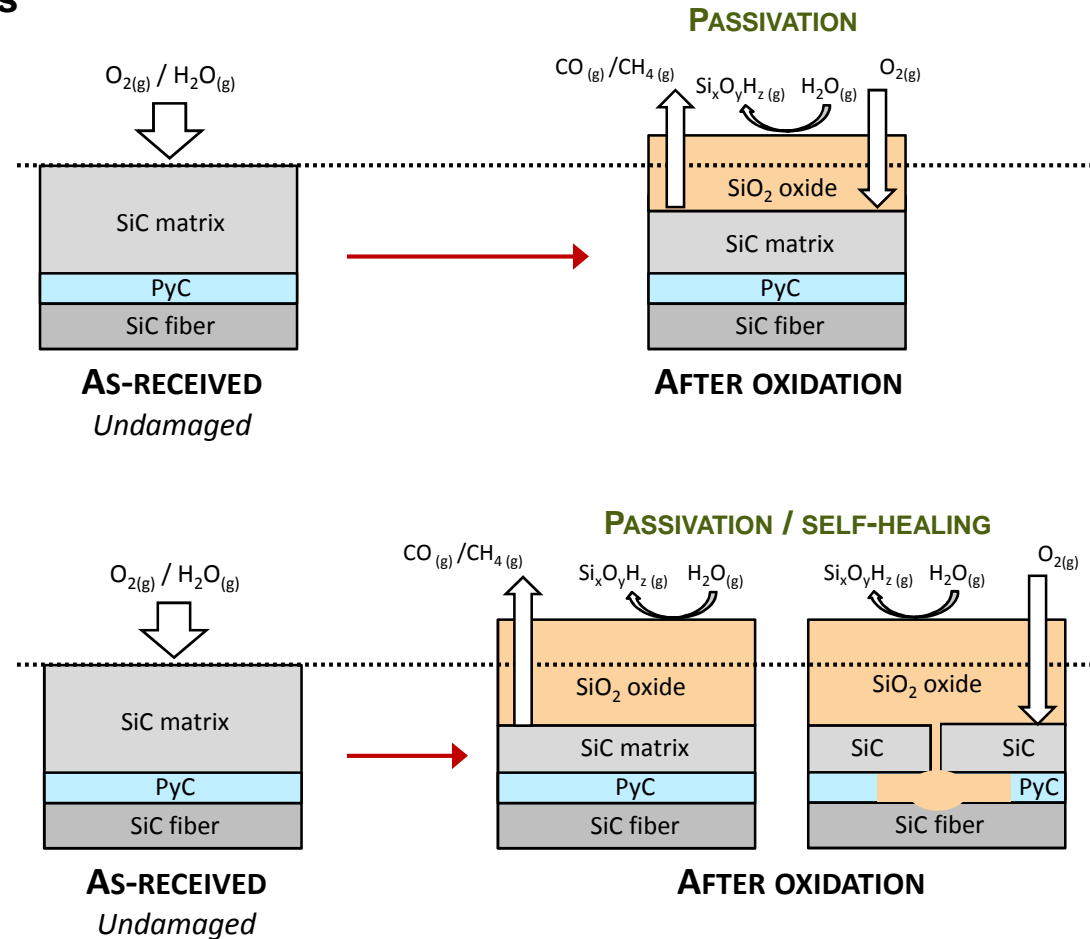 s
PASSIVATION
O₂(g) / H₂O(g)
CO (g) /CH₄ (g)
SiₓOᵧH_z (g) H₂O(g)
O₂(g)
SiC matrix
PyC
SiC fiber
SiO₂ oxide
SiC matrix
PyC
SiC fiber
AS-RECEIVED
Undamaged
AFTER OXIDATION
PASSIVATION / SELF-HEALING
O₂(g) / H₂O(g)
CO (g) /CH₄ (g)
SiₓOᵧH_z (g) H₂O(g)
SiₓOᵧH_z (g) H₂O(g)
O₂(g)
SiC matrix
PyC
SiC fiber
SiO₂ oxide
SiC matrix
PyC
SiC fiber
SiO₂ oxide
SiC SiC
PyC
SiC fiber
AS-RECEIVED
Undamaged
AFTER OXIDATION